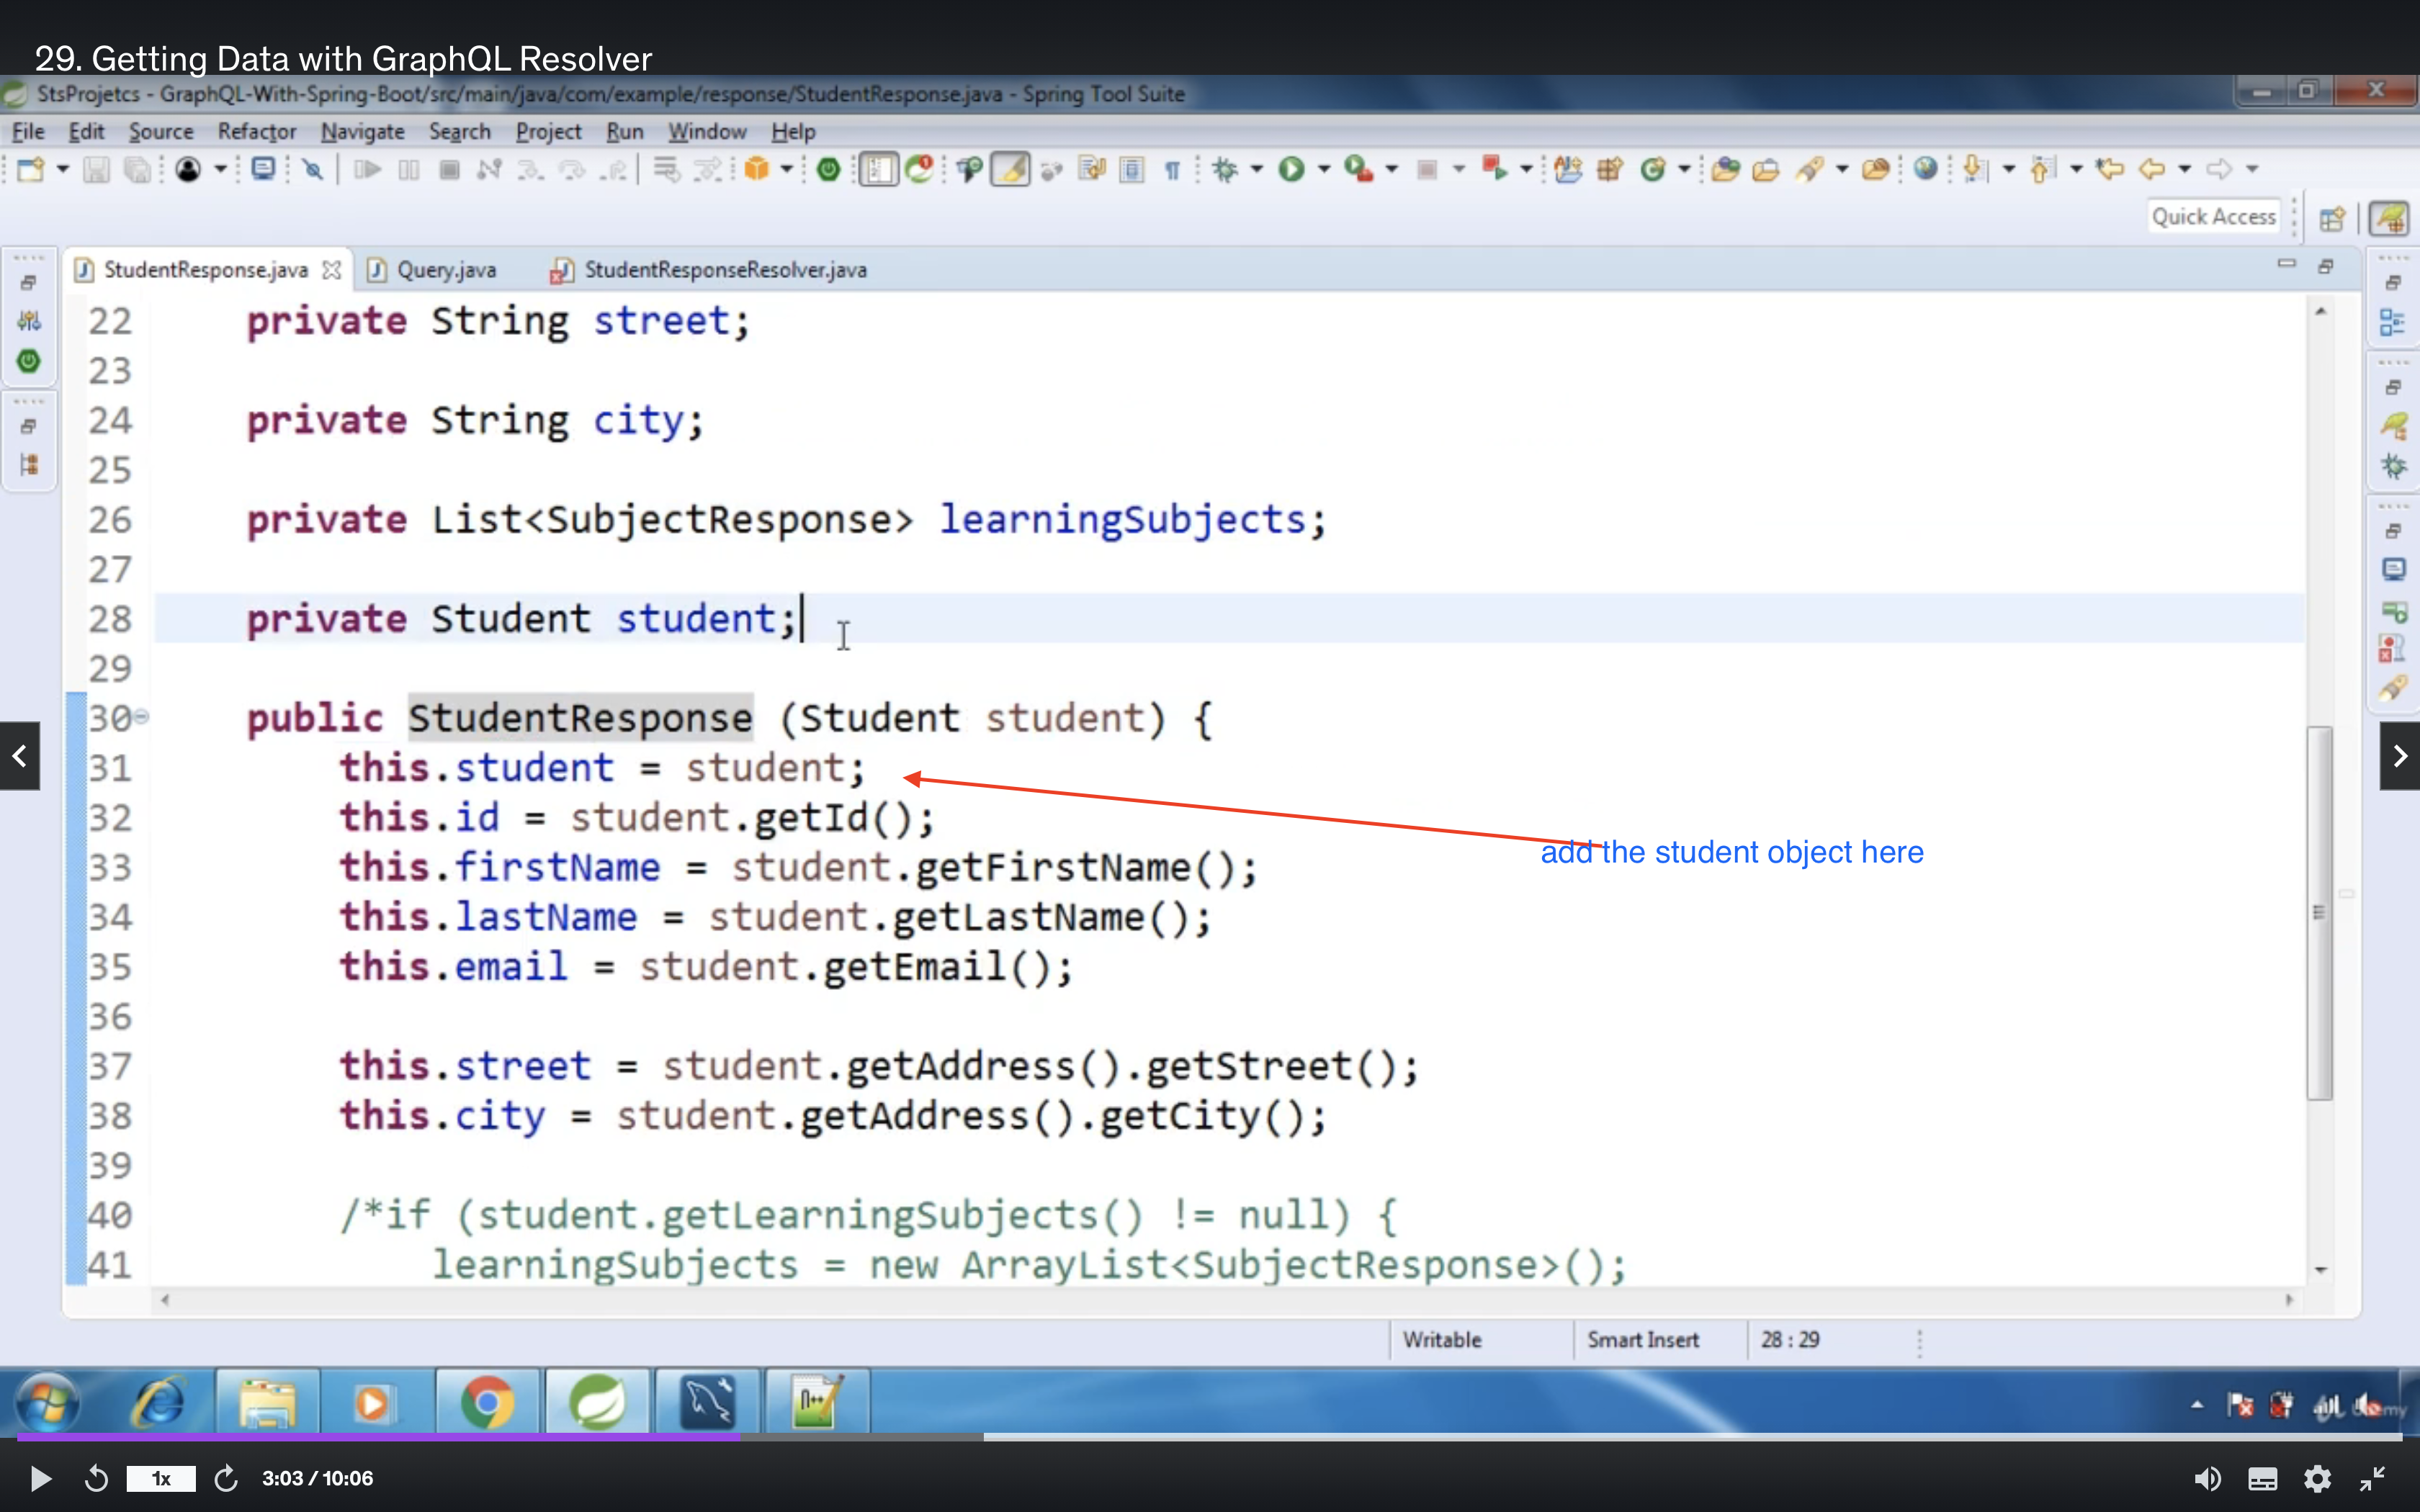 29. Getting Data with GraphQL Resolver
StsProjetcs - GraphQL-With-Spring-Boot/src/main/java/com/example/response/StudentResponse.java - Spring Tool Suite
File Edit Source Refactor Navigate Search Project Run Window Help
Quick Access
StudentResponse.java Query.java StudentResponseResolver.java
22 private String street;
23
24 private String city;
25
26 private List<SubjectResponse> learningSubjects;
27
28 private Student student;
29
30 public StudentResponse (Student student) {
31 this.student = student;
32 this.id = student.getId();
add the student object here
33 this.firstName = student.getFirstName();
34 this.lastName = student.getLastName();
35 this.email = student.getEmail();
36
37 this.street = student.getAddress().getStreet();
38 this.city = student.getAddress().getCity();
39
40 /*if (student.getLearningSubjects() != null) {
41 learningSubjects = new ArrayList<SubjectResponse>();
Writable Smart Insert 28 : 29
1x 3:03 / 10:06